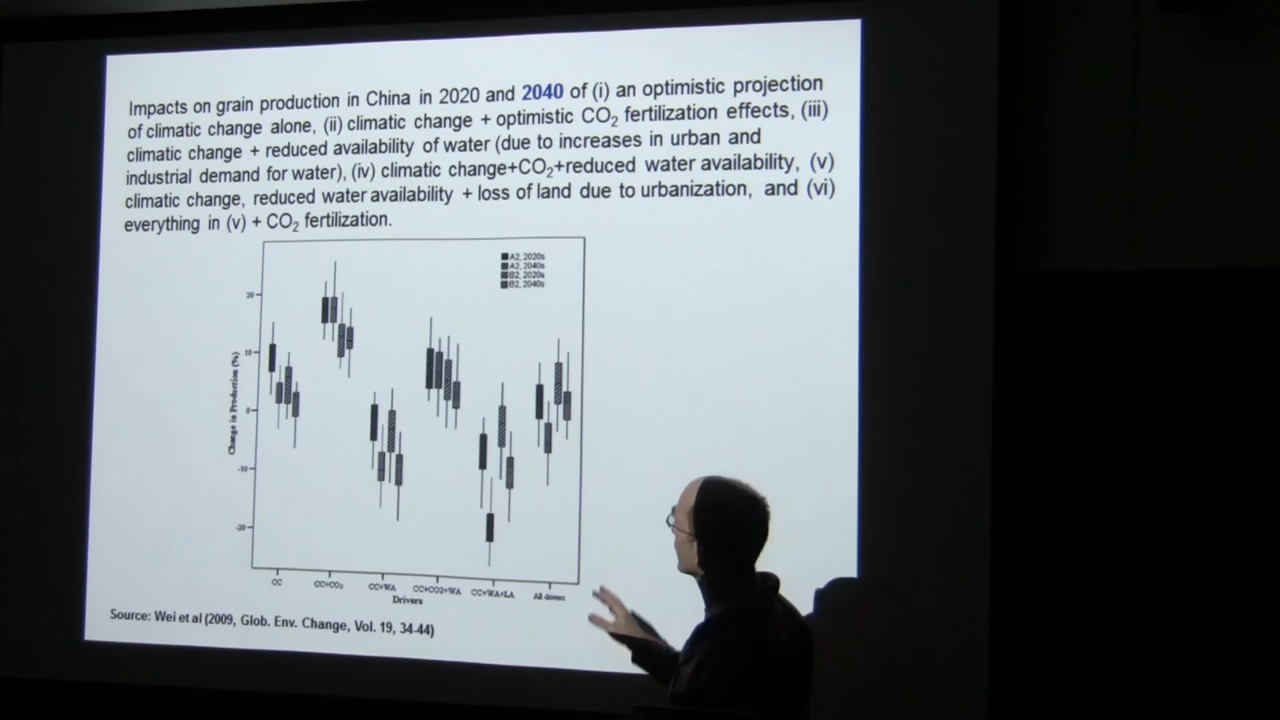 Impacts on grain production in China in 2020 and 2040 of (i) an optimistic projection
of climatic change alone, (ii) climatic change + optimistic CO₂ fertilization effects, (iii)
climatic change + reduced availability of water (due to increases in urban and
industrial demand for water), (iv) climatic change+CO₂+reduced water availability, (v)
climatic change, reduced water availability + loss of land due to urbanization, and (vi)
everything in (v) + CO₂ fertilization.
A2, 2020s
A2, 2040s
B2, 2020s
B2, 2040s
20
10
0
-10
-20
Change in Production (%)
CC
CC+CO₂
CC+WA
CC+CO2+WA
CC+WA+LA
All drivers
Drivers
Source: Wei et al (2009, Glob. Env. Change, Vol. 19, 34-44)